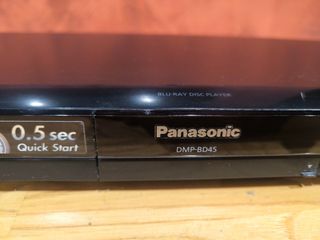 BLU-RAY DISC PLAYER
0.5 sec
Quick Start
Panasonic
DMP-BD45